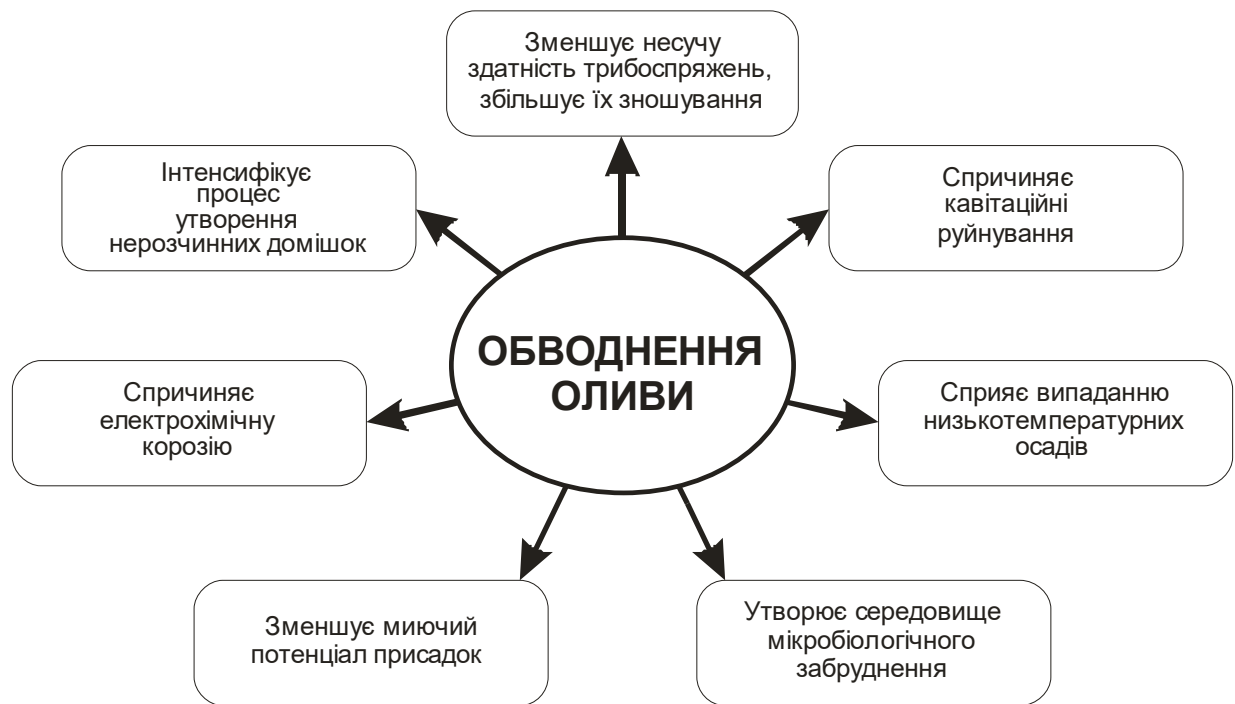 Зменшує несучу
здатність трибоспряжень,
збільшує їх зношування
Інтенсифікує
процес
утворення
нерозчинних домішок
Спричиняє
кавітаційні
руйнування
ОБВОДНЕННЯ
ОЛИВИ
Спричиняє
електрохімічну
корозію
Сприяє випаданню
низькотемпературних
осадів
Зменшує миючий
потенціал присадок
Утворює середовище
мікробіологічного
забруднення